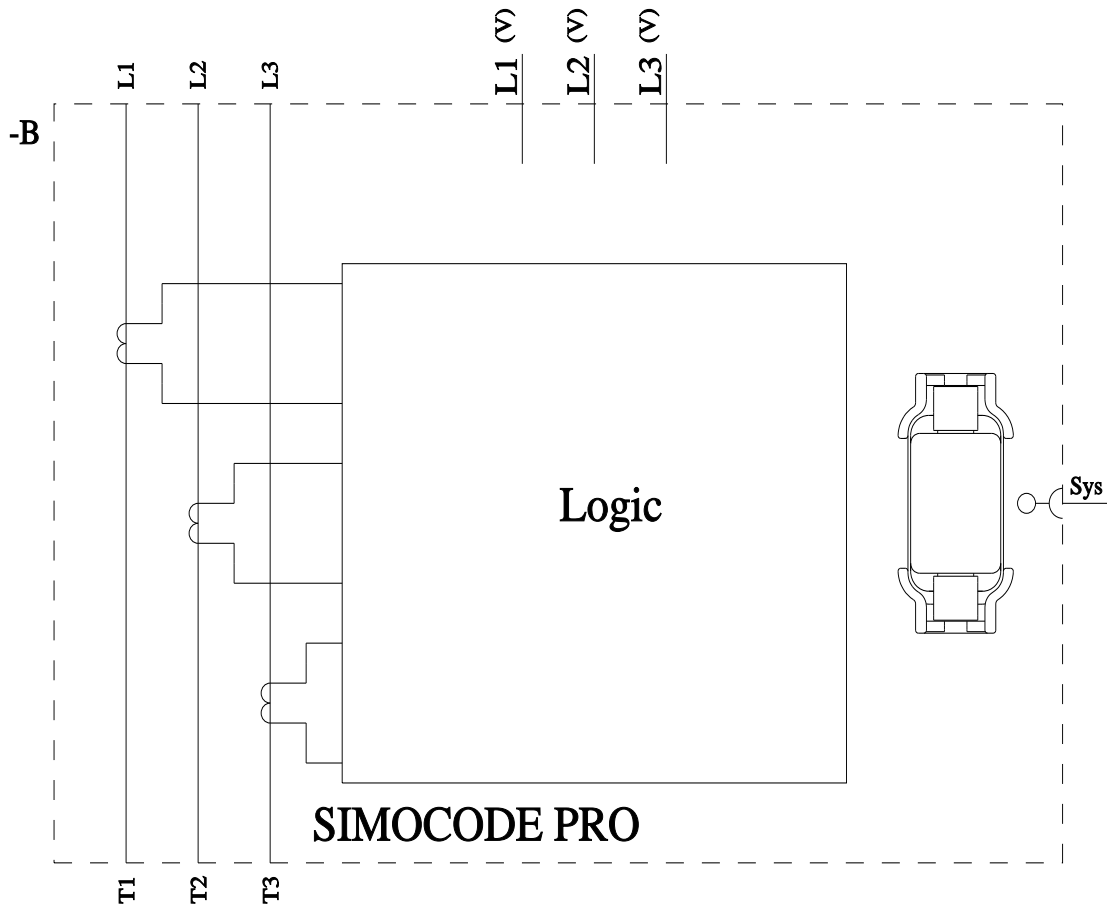 L1 (V)
L2 (V)
L3 (V)
L1
L2
L3
-B
Sys
Logic
SIMOCODE PRO
T1
T2
T3